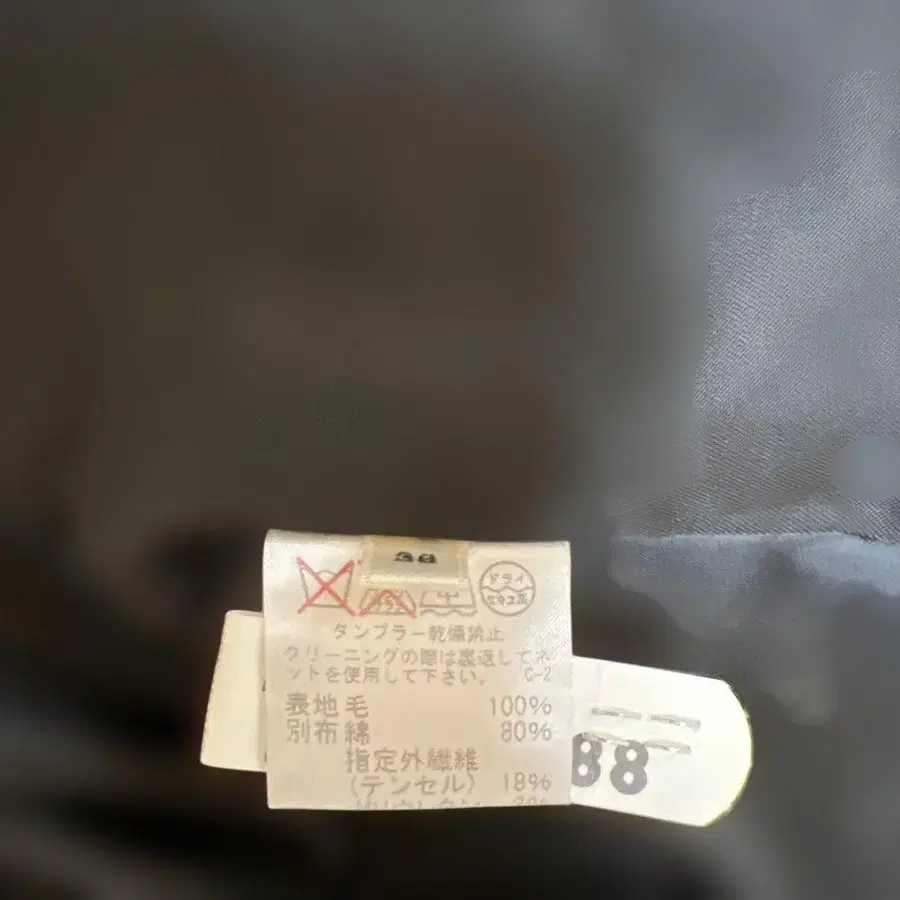 38
ドライ
セキユ系
タンブラー乾燥禁止
クリーニングの際は裏返してネ
ットを使用して下さい。 C-2
表地毛 100%
別布綿 80%
指定外繊維
(テンセル) 18%
88